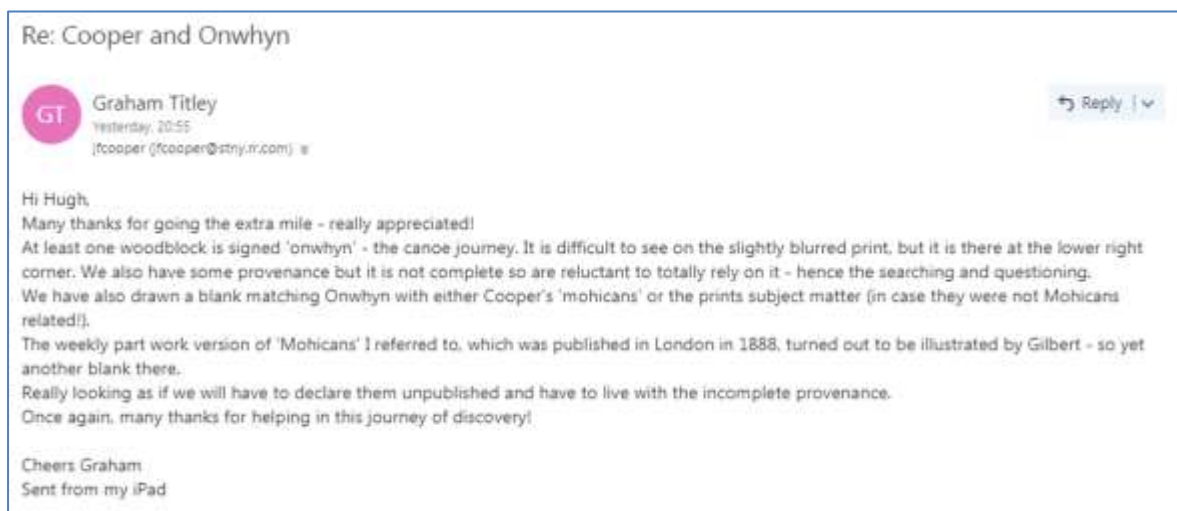 Re: Cooper and Onwhyn
GT
Graham Titley
Reply
Yesterday, 20:55
jfcooper (jfcooper@stny.rr.com)
Hi Hugh,
Many thanks for going the extra mile - really appreciated!
At least one woodblock is signed 'onwhyn' - the canoe journey. It is difficult to see on the slightly blurred print, but it is there at the lower right
corner. We also have some provenance but it is not complete so are reluctant to totally rely on it - hence the searching and questioning.
We have also drawn a blank matching Onwhyn with either Cooper's 'mohicans' or the prints subject matter (in case they were not Mohicans
related!).
The weekly part work version of 'Mohicans' I referred to, which was published in London in 1888, turned out to be illustrated by Gilbert - so yet
another blank there.
Really looking as if we will have to declare them unpublished and have to live with the incomplete provenance.
Once again, many thanks for helping in this journey of discovery!
Cheers Graham
Sent from my iPad